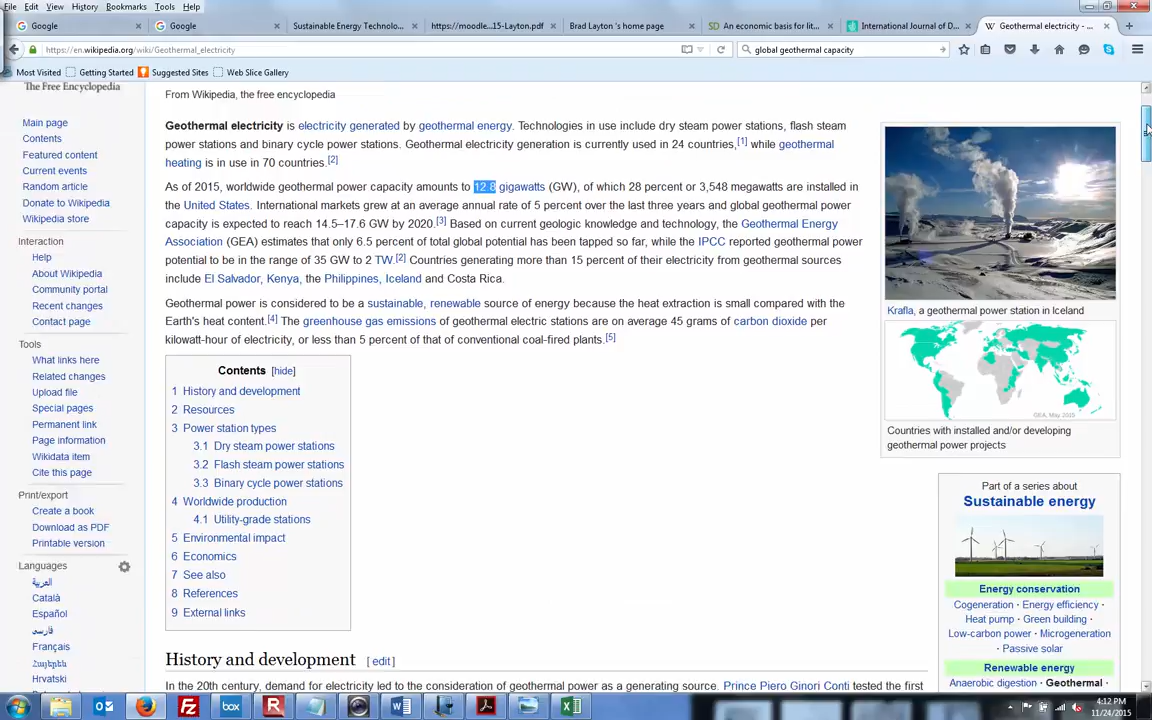 File Edit View History Bookmarks Tools Help
Google
Google
Sustainable Energy Technolo...
https://moodle....15-Layton.pdf
Brad Layton 's home page
An economic basis for lit...
International Journal of D...
Geothermal electricity - ...
https://en.wikipedia.org/wiki/Geothermal_electricity
global geothermal capacity
Most Visited Getting Started Suggested Sites Web Slice Gallery
The Free Encyclopedia
Main page
Contents
Featured content
Current events
Random article
Donate to Wikipedia
Wikipedia store
Interaction
Help
About Wikipedia
Community portal
Recent changes
Contact page
Tools
What links here
Related changes
Upload file
Special pages
Permanent link
Page information
Wikidata item
Cite this page
Print/export
Create a book
Download as PDF
Printable version
Languages
العربية
Català
Español
فارسی
Français
हिन्दी
Hrvatski
From Wikipedia, the free encyclopedia
Geothermal electricity is electricity generated by geothermal energy. Technologies in use include dry steam power stations, flash steam
power stations and binary cycle power stations. Geothermal electricity generation is currently used in 24 countries,[1] while geothermal
heating is in use in 70 countries.[2]
As of 2015, worldwide geothermal power capacity amounts to 12.8 gigawatts (GW), of which 28 percent or 3,548 megawatts are installed in
the United States. International markets grew at an average annual rate of 5 percent over the last three years and global geothermal power
capacity is expected to reach 14.5–17.6 GW by 2020.[3] Based on current geologic knowledge and technology, the Geothermal Energy
Association (GEA) estimates that only 6.5 percent of total global potential has been tapped so far, while the IPCC reported geothermal power
potential to be in the range of 35 GW to 2 TW.[2] Countries generating more than 15 percent of their electricity from geothermal sources
include El Salvador, Kenya, the Philippines, Iceland and Costa Rica.
Geothermal power is considered to be a sustainable, renewable source of energy because the heat extraction is small compared with the
Earth's heat content.[4] The greenhouse gas emissions of geothermal electric stations are on average 45 grams of carbon dioxide per
kilowatt-hour of electricity, or less than 5 percent of that of conventional coal-fired plants.[5]
Contents [hide]
1 History and development
2 Resources
3 Power station types
3.1 Dry steam power stations
3.2 Flash steam power stations
3.3 Binary cycle power stations
4 Worldwide production
4.1 Utility-grade stations
5 Environmental impact
6 Economics
7 See also
8 References
9 External links
History and development [ edit ]
In the 20th century, demand for electricity led to the consideration of geothermal power as a generating source. Prince Piero Ginori Conti tested the first
Krafla, a geothermal power station in Iceland
GEA, May 2015
Countries with installed and/or developing
geothermal power projects
Part of a series about
Sustainable energy
Energy conservation
Cogeneration · Energy efficiency ·
Heat pump · Green building ·
Low-carbon power · Microgeneration
· Passive solar
Renewable energy
Anaerobic digestion · Geothermal ·
box
4:12 PM
11/24/2015